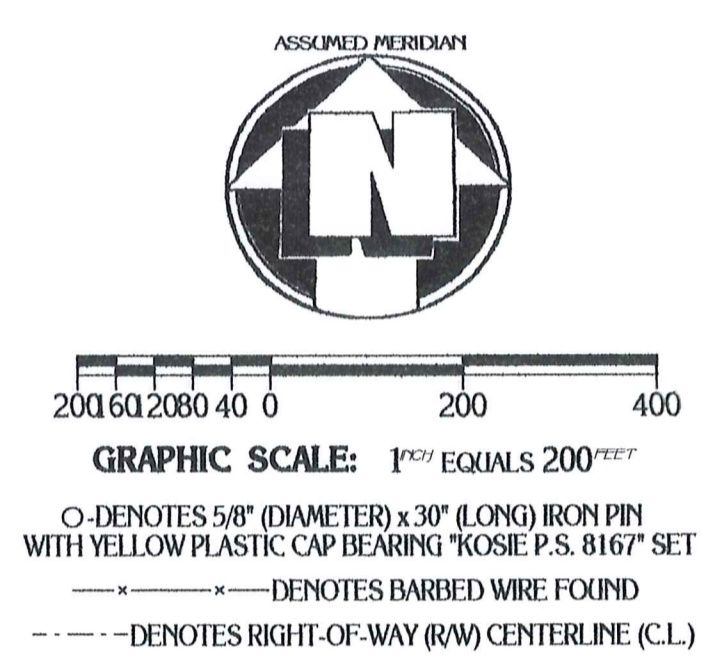 ASSUMED MERIDIAN
N
200 160 120 80 40 0 200 400
GRAPHIC SCALE: 1INCH EQUALS 200FEET
O-DENOTES 5/8" (DIAMETER) x 30" (LONG) IRON PIN
WITH YELLOW PLASTIC CAP BEARING "KOSIE P.S. 8167" SET
—x———x—DENOTES BARBED WIRE FOUND
-- - -- - --DENOTES RIGHT-OF-WAY (R/W) CENTERLINE (C.L.)